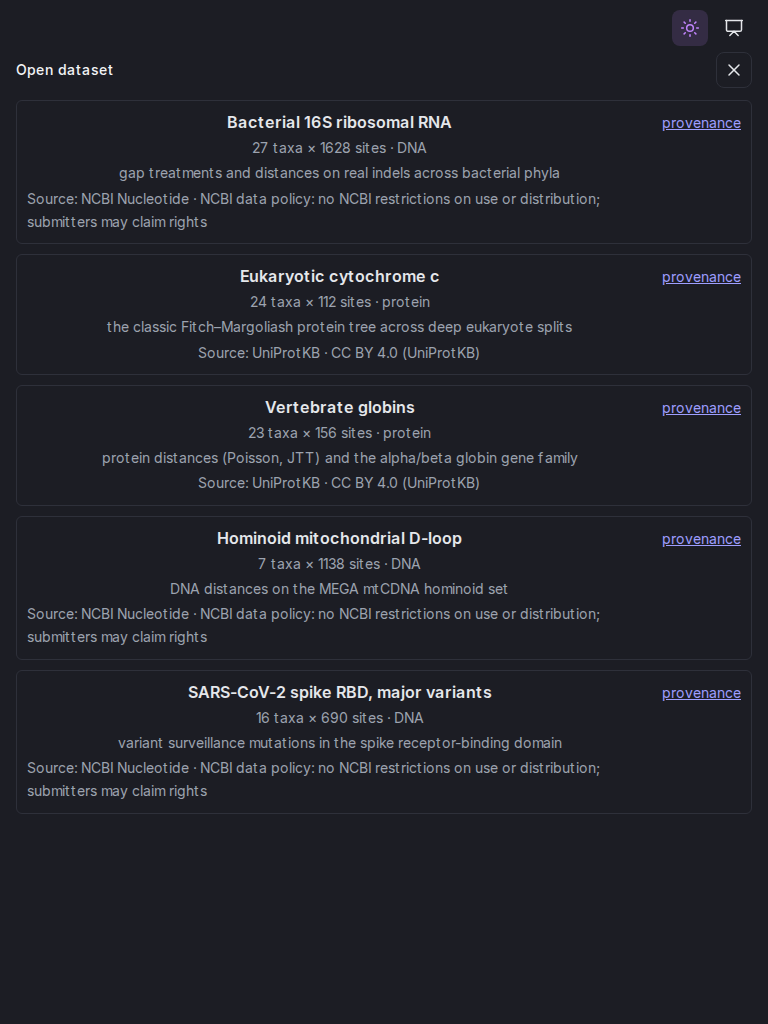 Open dataset
Bacterial 16S ribosomal RNA
provenance
27 taxa × 1628 sites · DNA
gap treatments and distances on real indels across bacterial phyla
Source: NCBI Nucleotide · NCBI data policy: no NCBI restrictions on use or distribution;
submitters may claim rights
Eukaryotic cytochrome c
provenance
24 taxa × 112 sites · protein
the classic Fitch–Margoliash protein tree across deep eukaryote splits
Source: UniProtKB · CC BY 4.0 (UniProtKB)
Vertebrate globins
provenance
23 taxa × 156 sites · protein
protein distances (Poisson, JTT) and the alpha/beta globin gene family
Source: UniProtKB · CC BY 4.0 (UniProtKB)
Hominoid mitochondrial D-loop
provenance
7 taxa × 1138 sites · DNA
DNA distances on the MEGA mtCDNA hominoid set
Source: NCBI Nucleotide · NCBI data policy: no NCBI restrictions on use or distribution;
submitters may claim rights
SARS-CoV-2 spike RBD, major variants
provenance
16 taxa × 690 sites · DNA
variant surveillance mutations in the spike receptor-binding domain
Source: NCBI Nucleotide · NCBI data policy: no NCBI restrictions on use or distribution;
submitters may claim rights